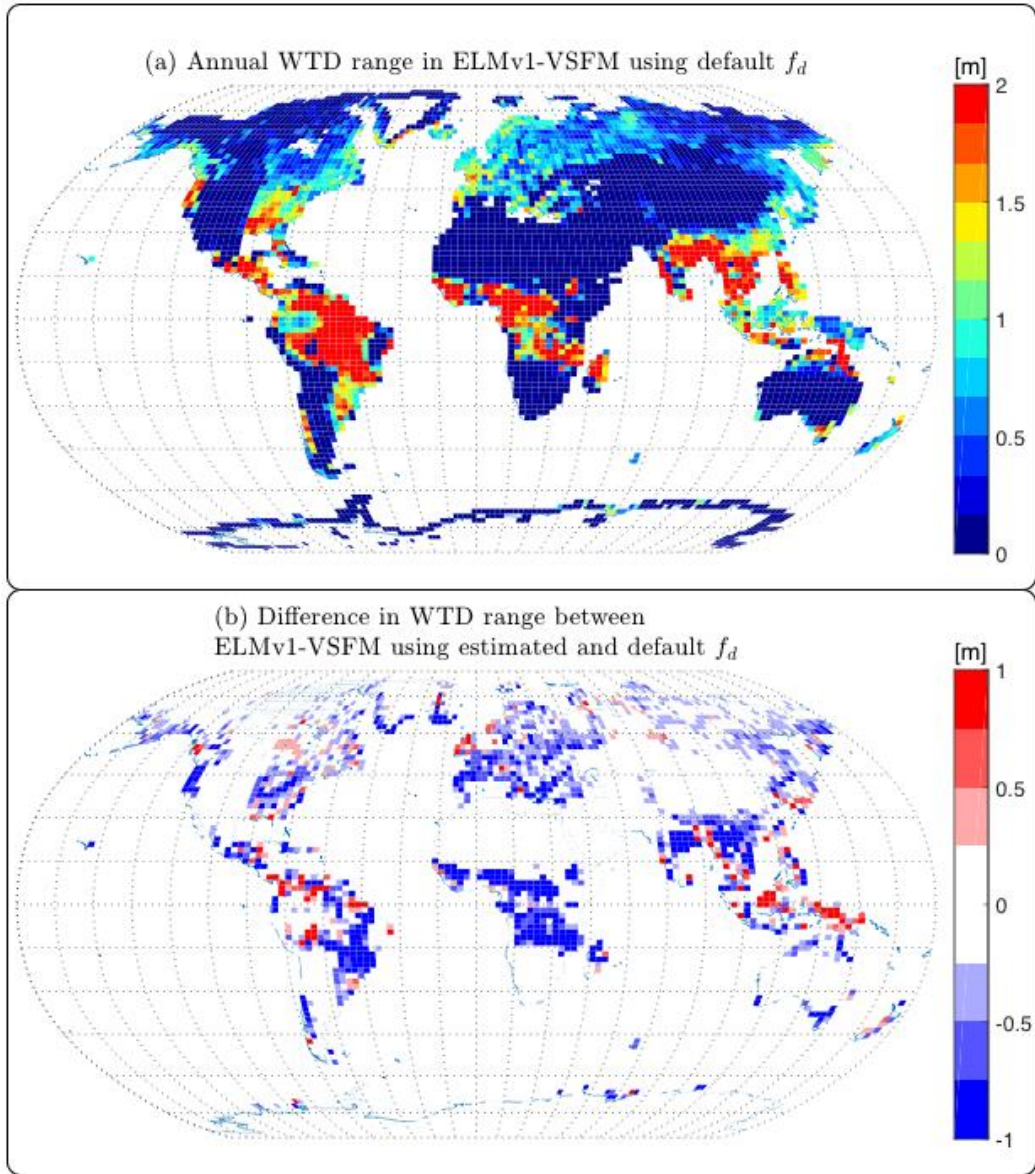 (a) Annual WTD range in ELMv1-VSFM using default f_d
[m]
2
1.5
1
0.5
0
(b) Difference in WTD range between
ELMv1-VSFM using estimated and default f_d
[m]
1
0.5
0
-0.5
-1